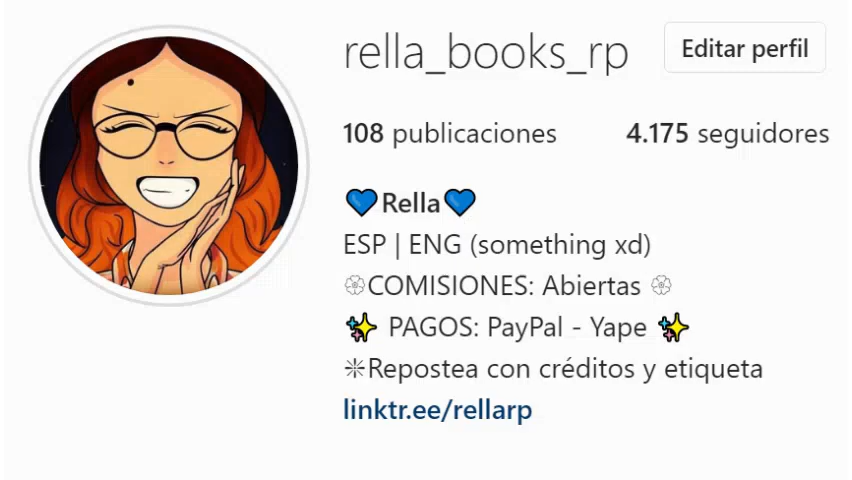 rella_books_rp Editar perfil
108 publicaciones 4.175 seguidores
💙Rella💙
ESP | ENG (something xd)
🏵COMISIONES: Abiertas 🏵
✨ PAGOS: PayPal - Yape ✨
❈Repostea con créditos y etiqueta
linktr.ee/rellarp